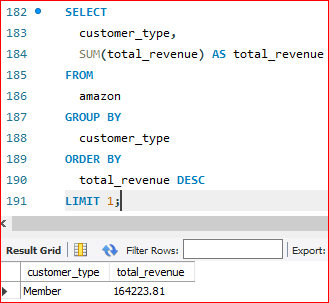 182 SELECT
183 customer_type,
184 SUM(total_revenue) AS total_revenue
185 FROM
186 amazon
187 GROUP BY
188 customer_type
189 ORDER BY
190 total_revenue DESC
191 LIMIT 1;
Result Grid Filter Rows: Export:
customer_type total_revenue
Member 164223.81